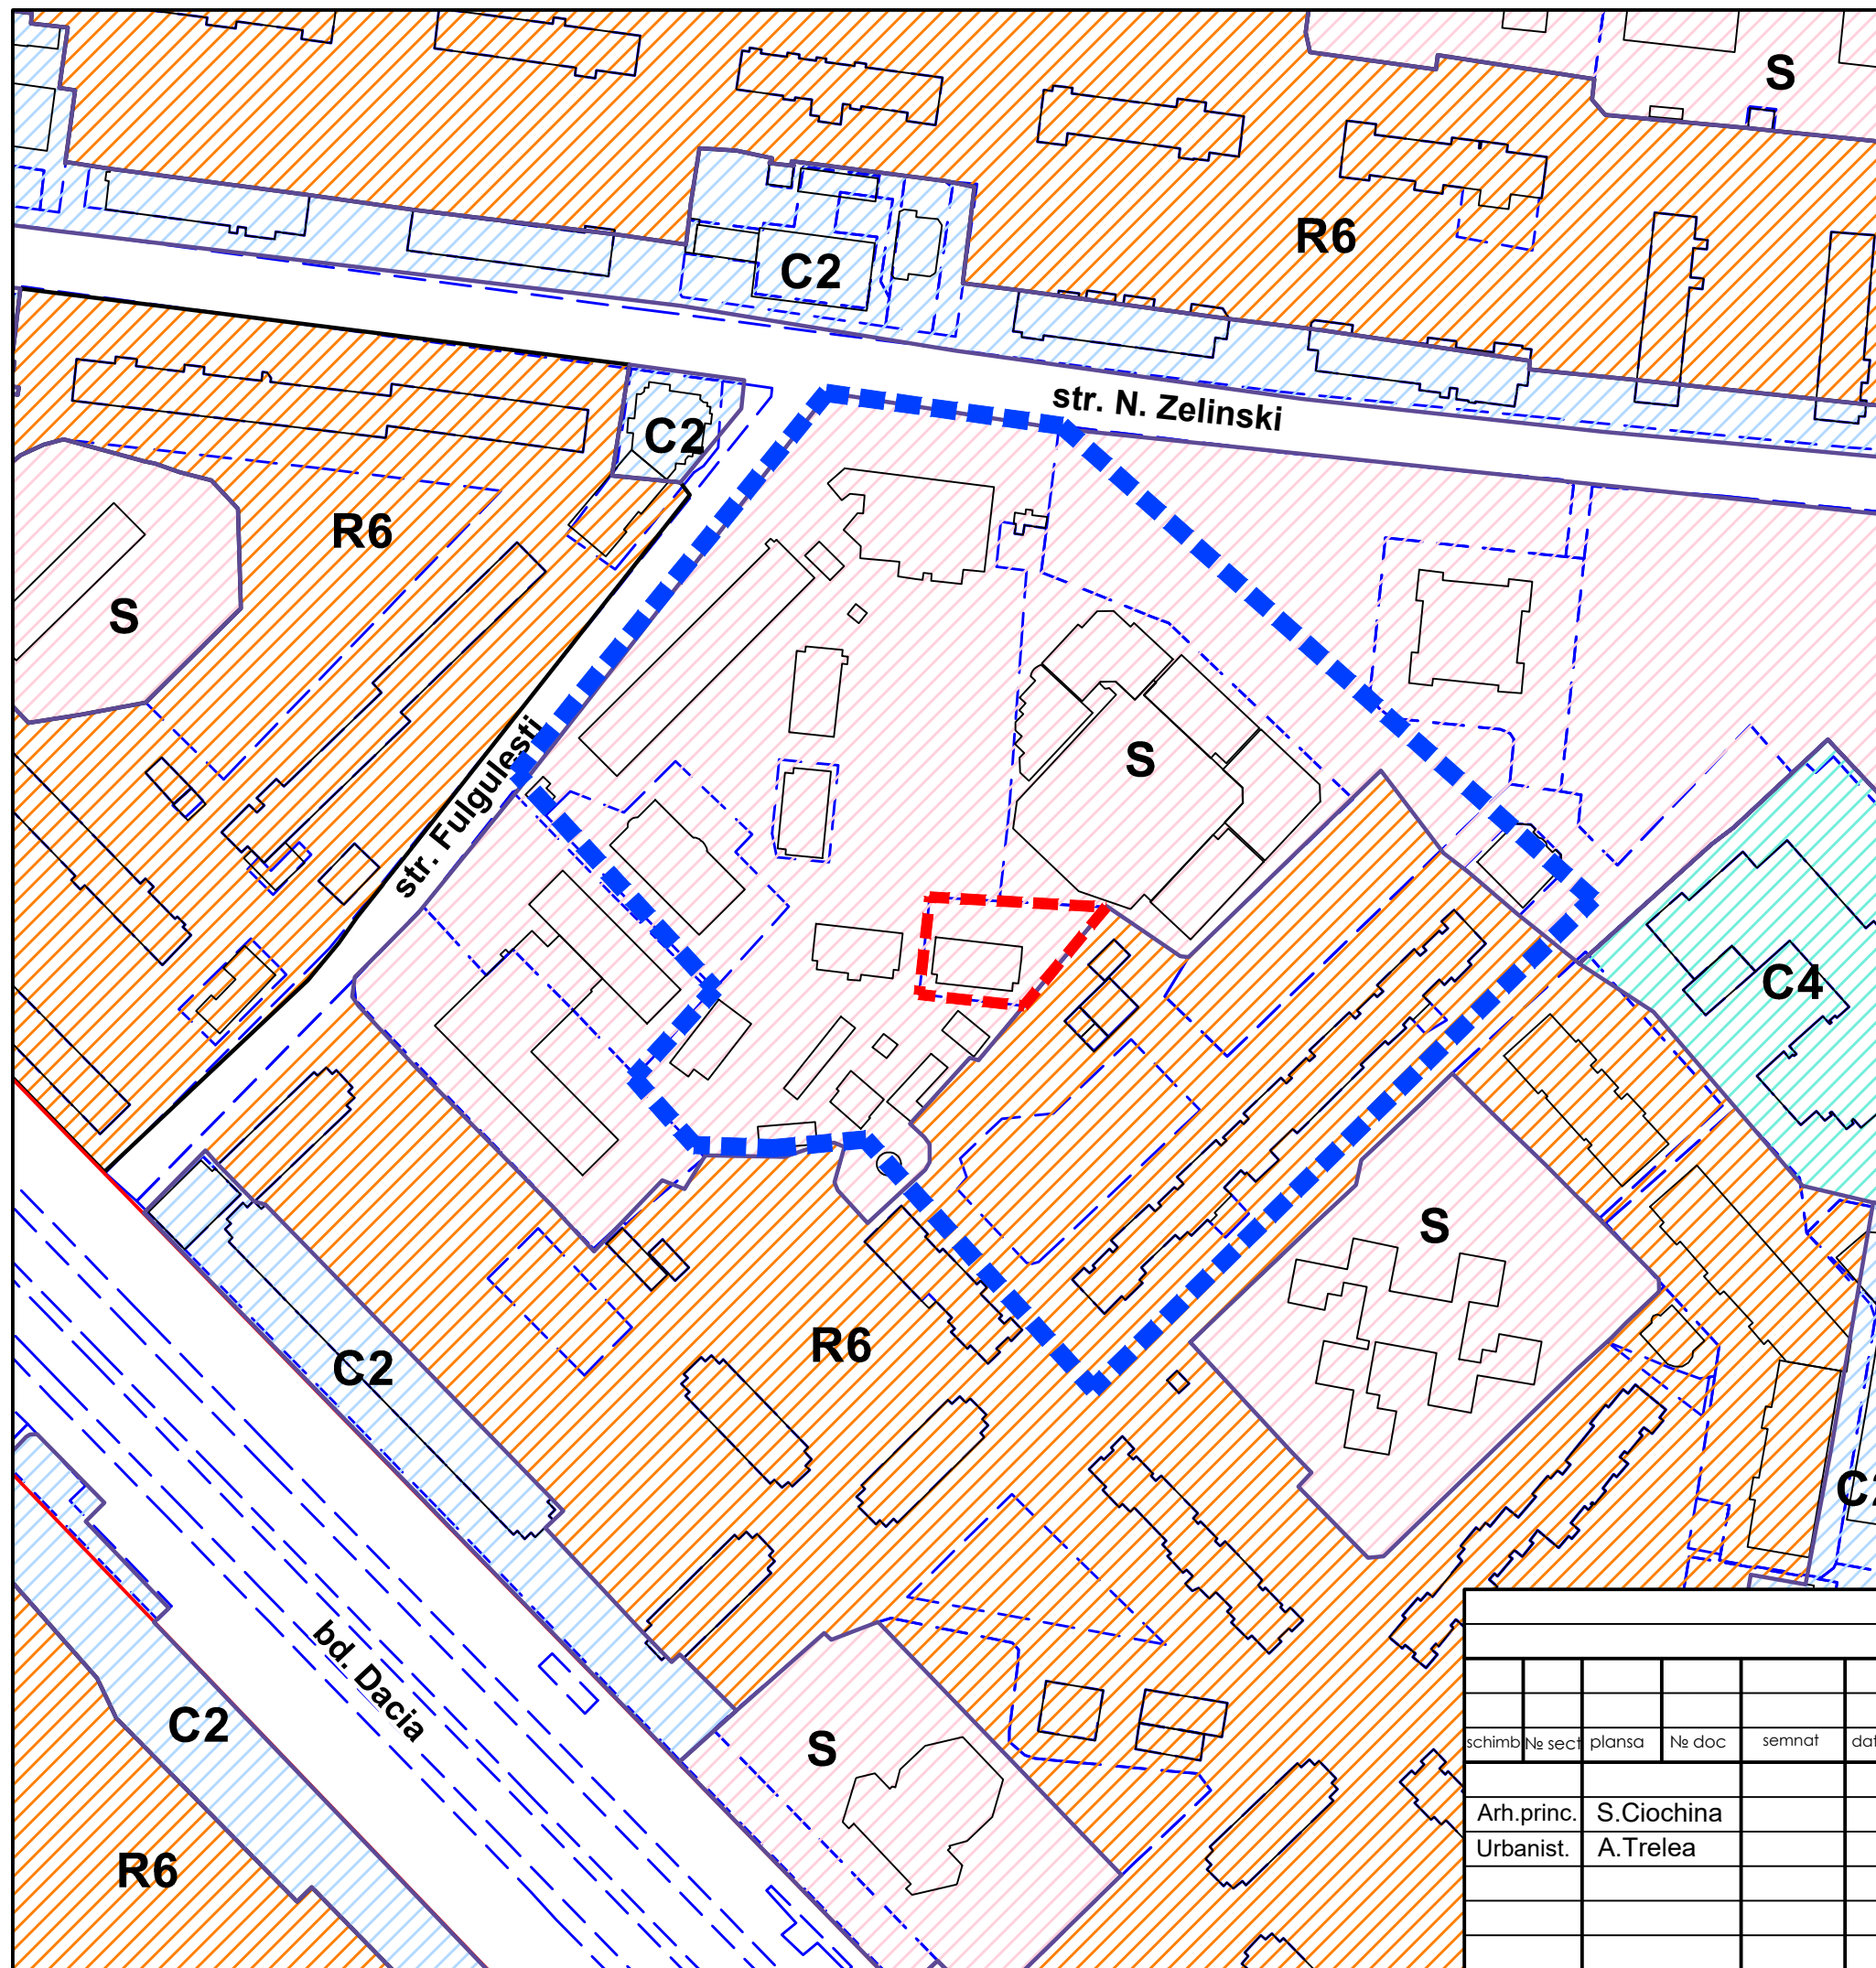 S
R6
C2
str. N. Zelinski
C2
R6
S
S
str. Fulgulesti
C4
S
R6
C2
bd. Dacia
C2
S
R6
schimb № sect plansa № doc semnat
Arh.princ. S.Ciochina
Urbanist. A.Trelea